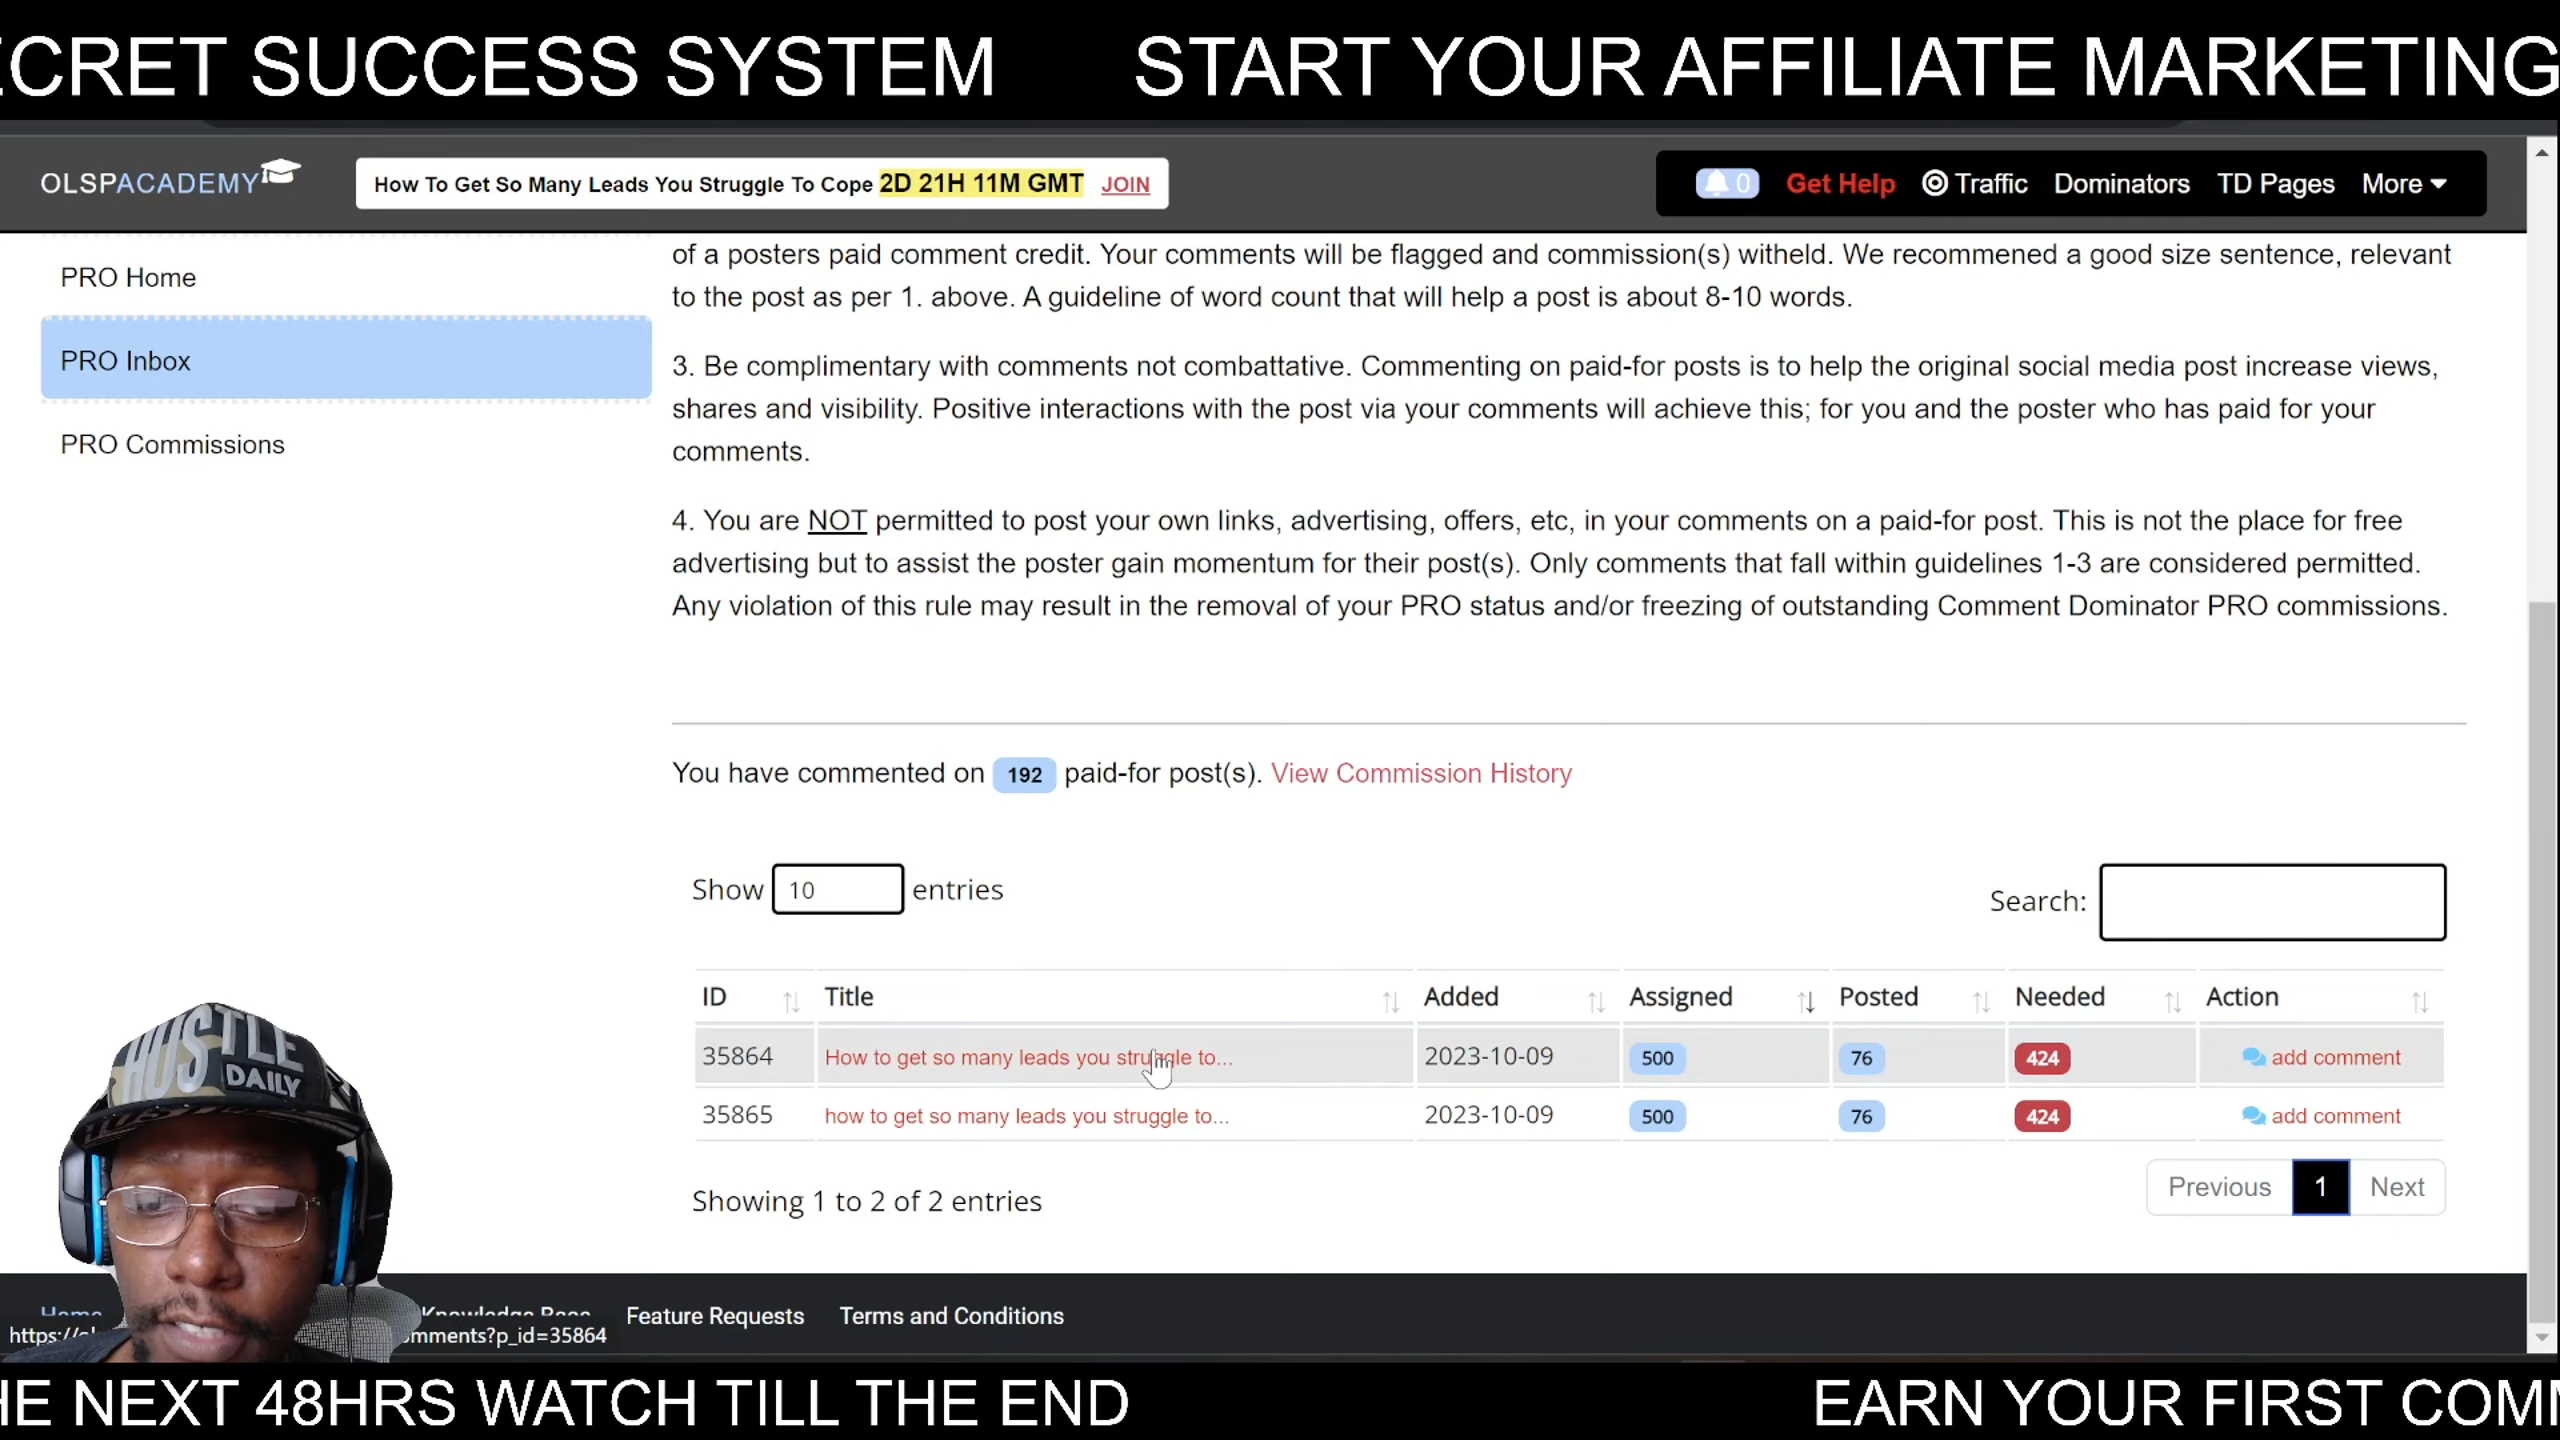 ECRET SUCCESS SYSTEM START YOUR AFFILIATE MARKETING
OLSPACADEMY
How To Get So Many Leads You Struggle To Cope 2D 21H 11M GMT JOIN
0 Get Help Traffic Dominators TD Pages More
PRO Home
PRO Inbox
PRO Commissions
of a posters paid comment credit. Your comments will be flagged and commission(s) witheld. We recommened a good size sentence, relevant
to the post as per 1. above. A guideline of word count that will help a post is about 8-10 words.
3. Be complimentary with comments not combattative. Commenting on paid-for posts is to help the original social media post increase views,
shares and visibility. Positive interactions with the post via your comments will achieve this; for you and the poster who has paid for your
comments.
4. You are NOT permitted to post your own links, advertising, offers, etc, in your comments on a paid-for post. This is not the place for free
advertising but to assist the poster gain momentum for their post(s). Only comments that fall within guidelines 1-3 are considered permitted.
Any violation of this rule may result in the removal of your PRO status and/or freezing of outstanding Comment Dominator PRO commissions.
You have commented on 192 paid-for post(s). View Commission History
Show 10 entries
Search:
ID Title Added Assigned Posted Needed Action
35864 How to get so many leads you struggle to... 2023-10-09 500 76 424 add comment
35865 how to get so many leads you struggle to... 2023-10-09 500 76 424 add comment
Showing 1 to 2 of 2 entries
Previous 1 Next
HUSTLE
DAILY
Home Knowledge Base Feature Requests Terms and Conditions
https:// omments?p_id=35864
HE NEXT 48HRS WATCH TILL THE END EARN YOUR FIRST COMM